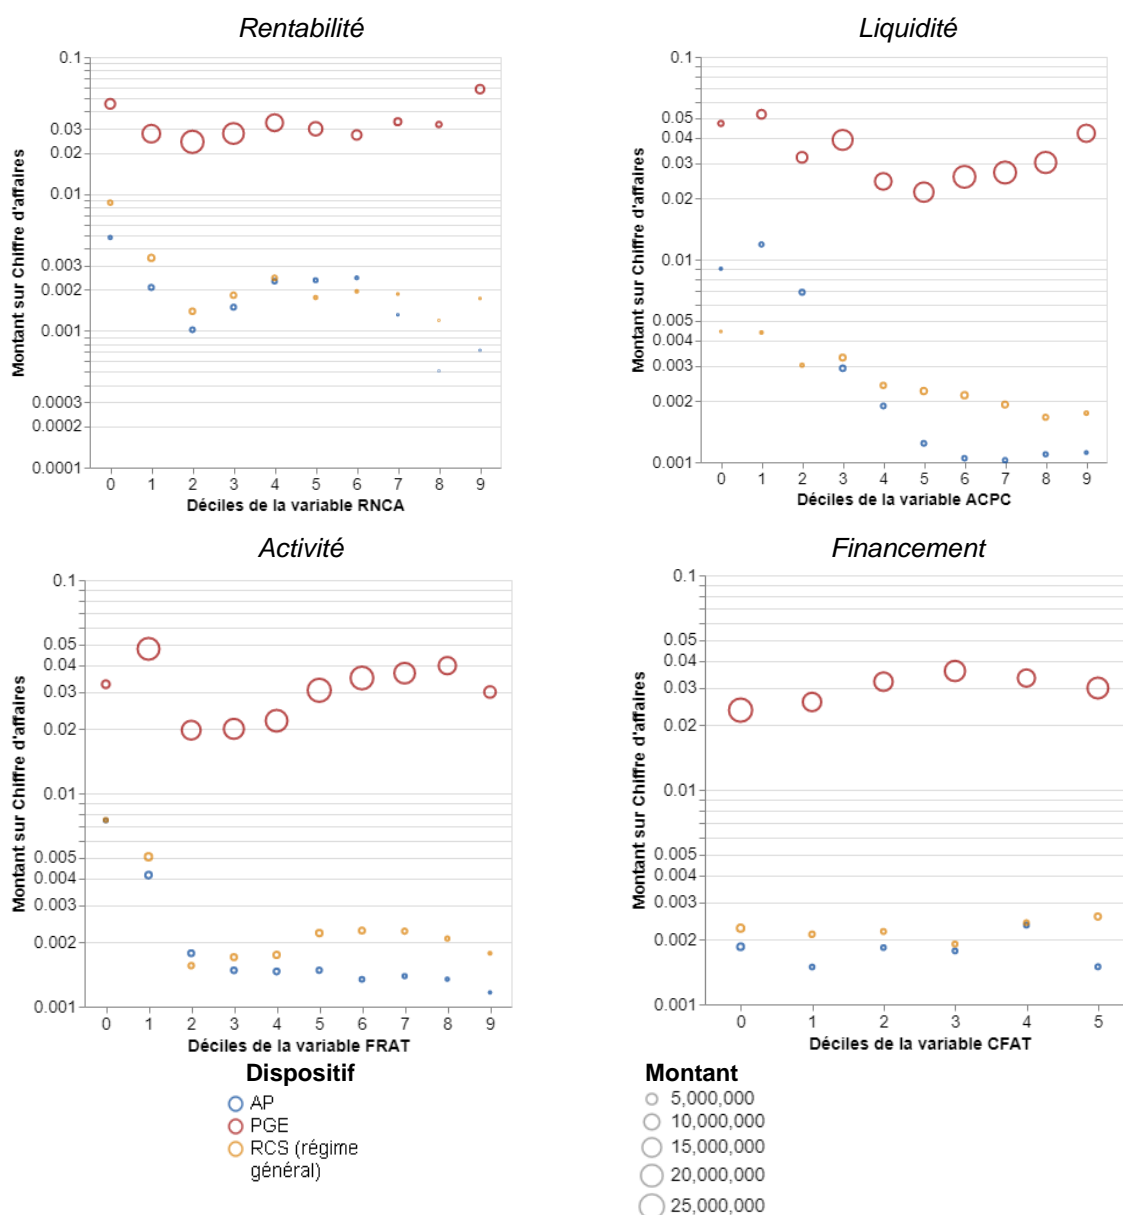 Rentabilité
0.1
0.03
0.02
0.01
0.003
0.002
0.001
0.0003
0.0002
0.0001
Montant sur Chiffre d'affaires
0 1 2 3 4 5 6 7 8 9
Déciles de la variable RNCA
Liquidité
0.1
0.05
0.04
0.03
0.02
0.01
0.005
0.004
0.003
0.002
0.001
Montant sur Chiffre d'affaires
0 1 2 3 4 5 6 7 8 9
Déciles de la variable ACPC
Activité
0.1
0.05
0.04
0.03
0.02
0.01
0.005
0.004
0.003
0.002
0.001
Montant sur Chiffre d'affaires
0 1 2 3 4 5 6 7 8 9
Déciles de la variable FRAT
Financement
0.1
0.05
0.04
0.03
0.02
0.01
0.005
0.004
0.003
0.002
0.001
Montant sur Chiffre d'affaires
0 1 2 3 4 5
Déciles de la variable CFAT
Dispositif
AP
PGE
RCS (régime
général)
Montant
5,000,000
10,000,000
15,000,000
20,000,000
25,000,000